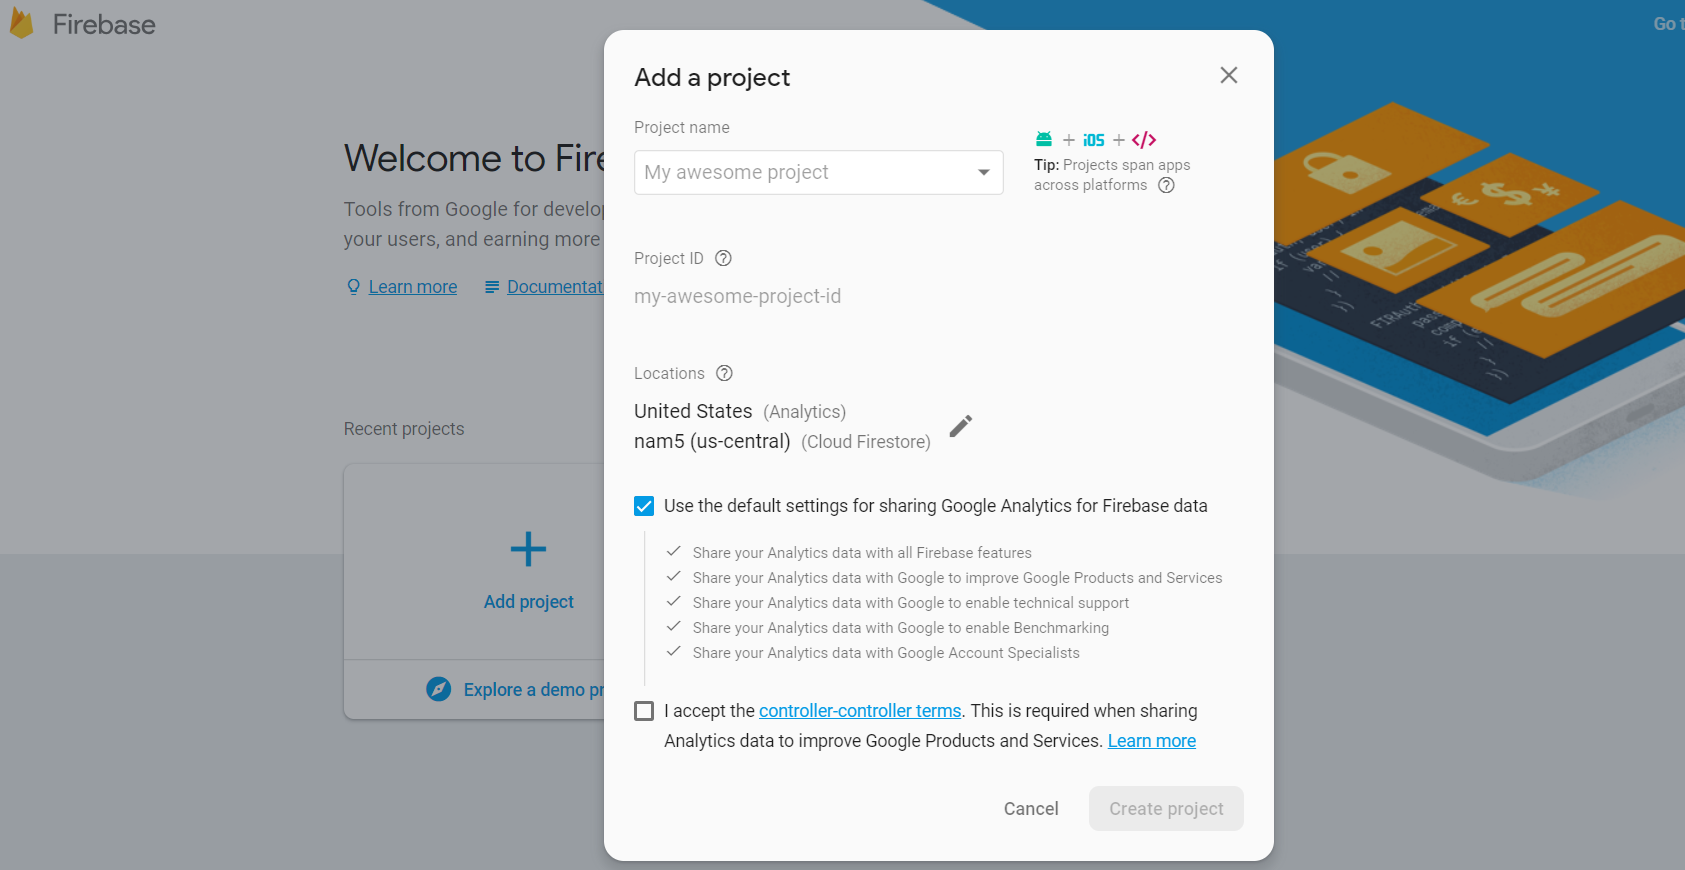 Firebase
Go t
Welcome to Fire
Tools from Google for develop
your users, and earning more
Learn more
Documentat
Recent projects
Add project
Explore a demo pr
Add a project
Project name
My awesome project
+ iOS + </>
Tip: Projects span apps
across platforms
Project ID
my-awesome-project-id
Locations
United States (Analytics)
nam5 (us-central) (Cloud Firestore)
Use the default settings for sharing Google Analytics for Firebase data
Share your Analytics data with all Firebase features
Share your Analytics data with Google to improve Google Products and Services
Share your Analytics data with Google to enable technical support
Share your Analytics data with Google to enable Benchmarking
Share your Analytics data with Google Account Specialists
I accept the controller-controller terms. This is required when sharing
Analytics data to improve Google Products and Services. Learn more
Cancel
Create project